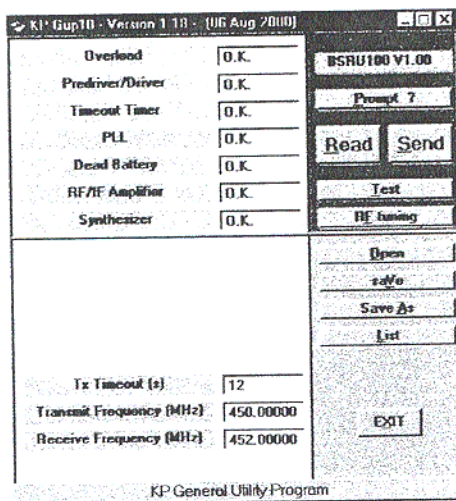 KP Gup10 - Version 1.10 - (06 Aug 2000)
Overload O.K.
Predriver/Driver O.K.
Timeout Timer O.K.
PLL O.K.
Dead Battery O.K.
RF/IF Amplifier O.K.
Synthesizer O.K.
BSRU100 V1.00
Prompt ?
Read Send
Test
RF tuning
Open
saVe
Save As
List
Tx Timeout (s) 12
Transmit Frequency (MHz) 450.00000
Receive Frequency (MHz) 452.00000
EXIT
KP General Utility Program